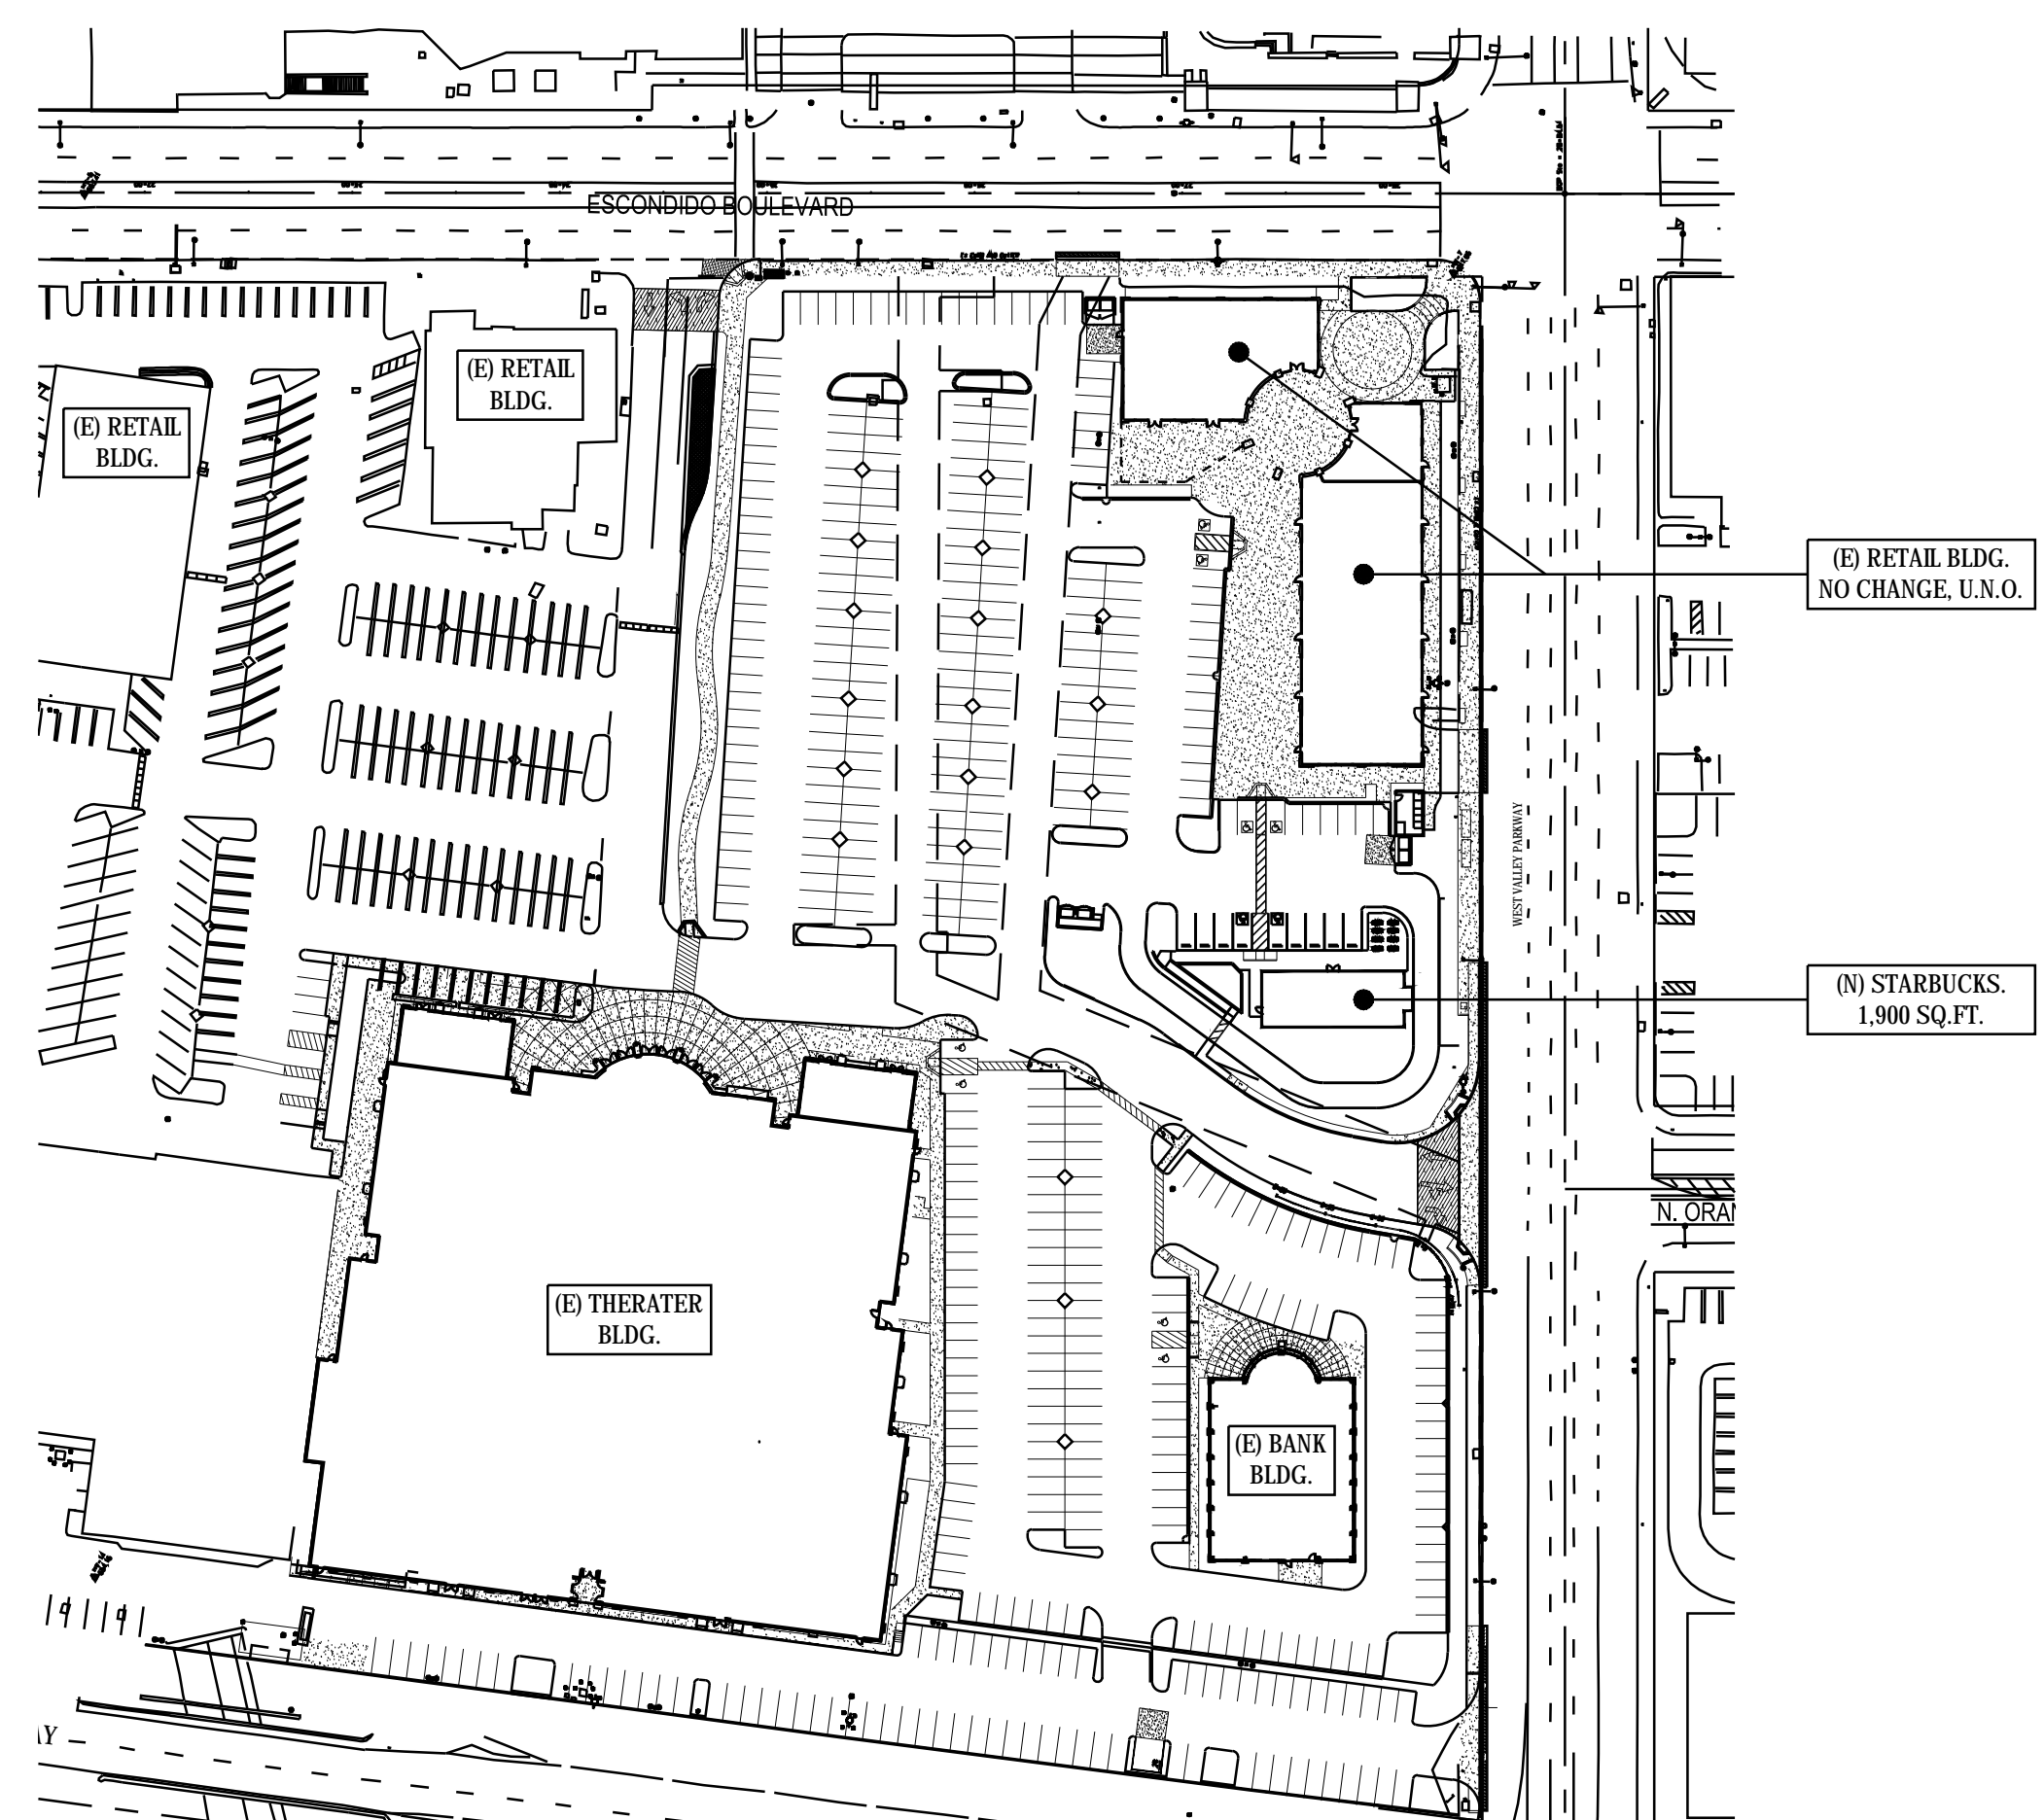 ESCONDIDO BOULEVARD
(E) RETAIL
BLDG.
(E) RETAIL
BLDG.
(E) RETAIL BLDG.
NO CHANGE, U.N.O.
WEST VALLEY PARKWAY
(N) STARBUCKS.
1,900 SQ.FT.
N. ORAN
(E) THERATER
BLDG.
(E) BANK
BLDG.
AY